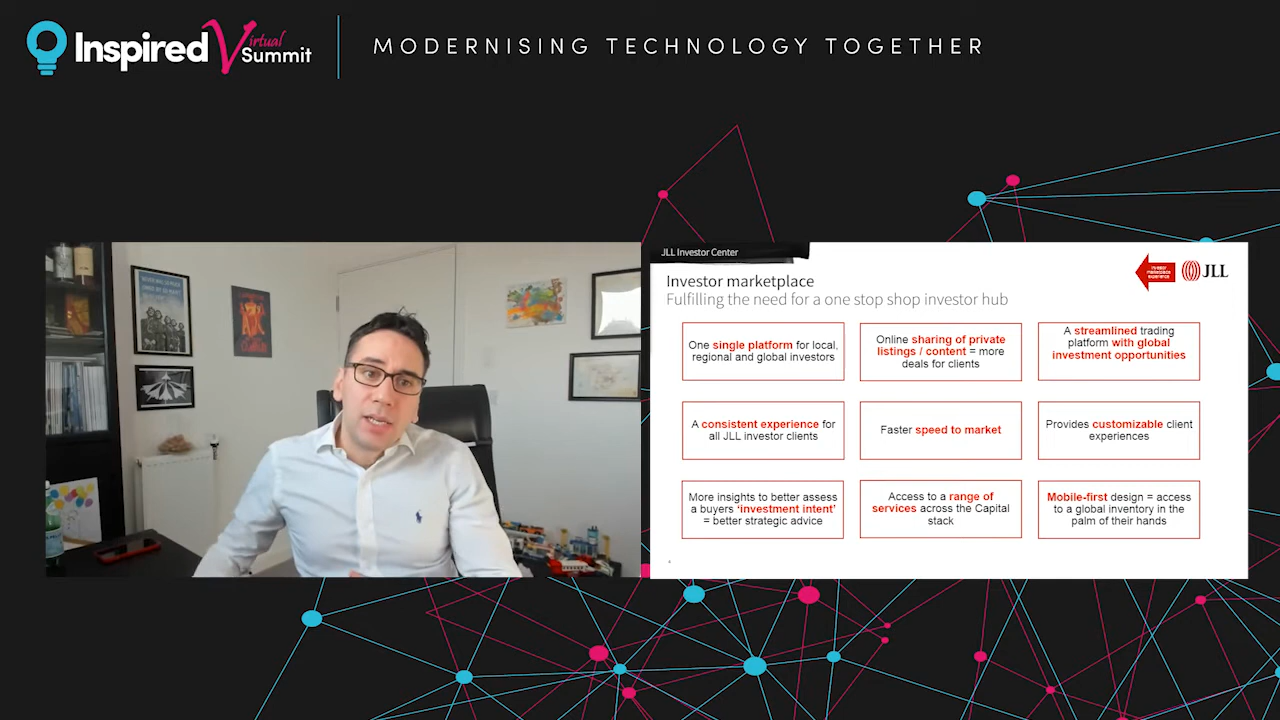 Inspired
Virtual
Summit
MODERNISING TECHNOLOGY TOGETHER
JLL Investor Center
Investor marketplace
Fulfilling the need for a one stop shop investor hub
Investor
marketplace
experience
JLL
One single platform for local,
regional and global investors
Online sharing of private
listings / content = more
deals for clients
A streamlined trading
platform with global
investment opportunities
A consistent experience for
all JLL investor clients
Faster speed to market
Provides customizable client
experiences
More insights to better assess
a buyers ‘investment intent’
= better strategic advice
Access to a range of
services across the Capital
stack
Mobile-first design = access
to a global inventory in the
palm of their hands